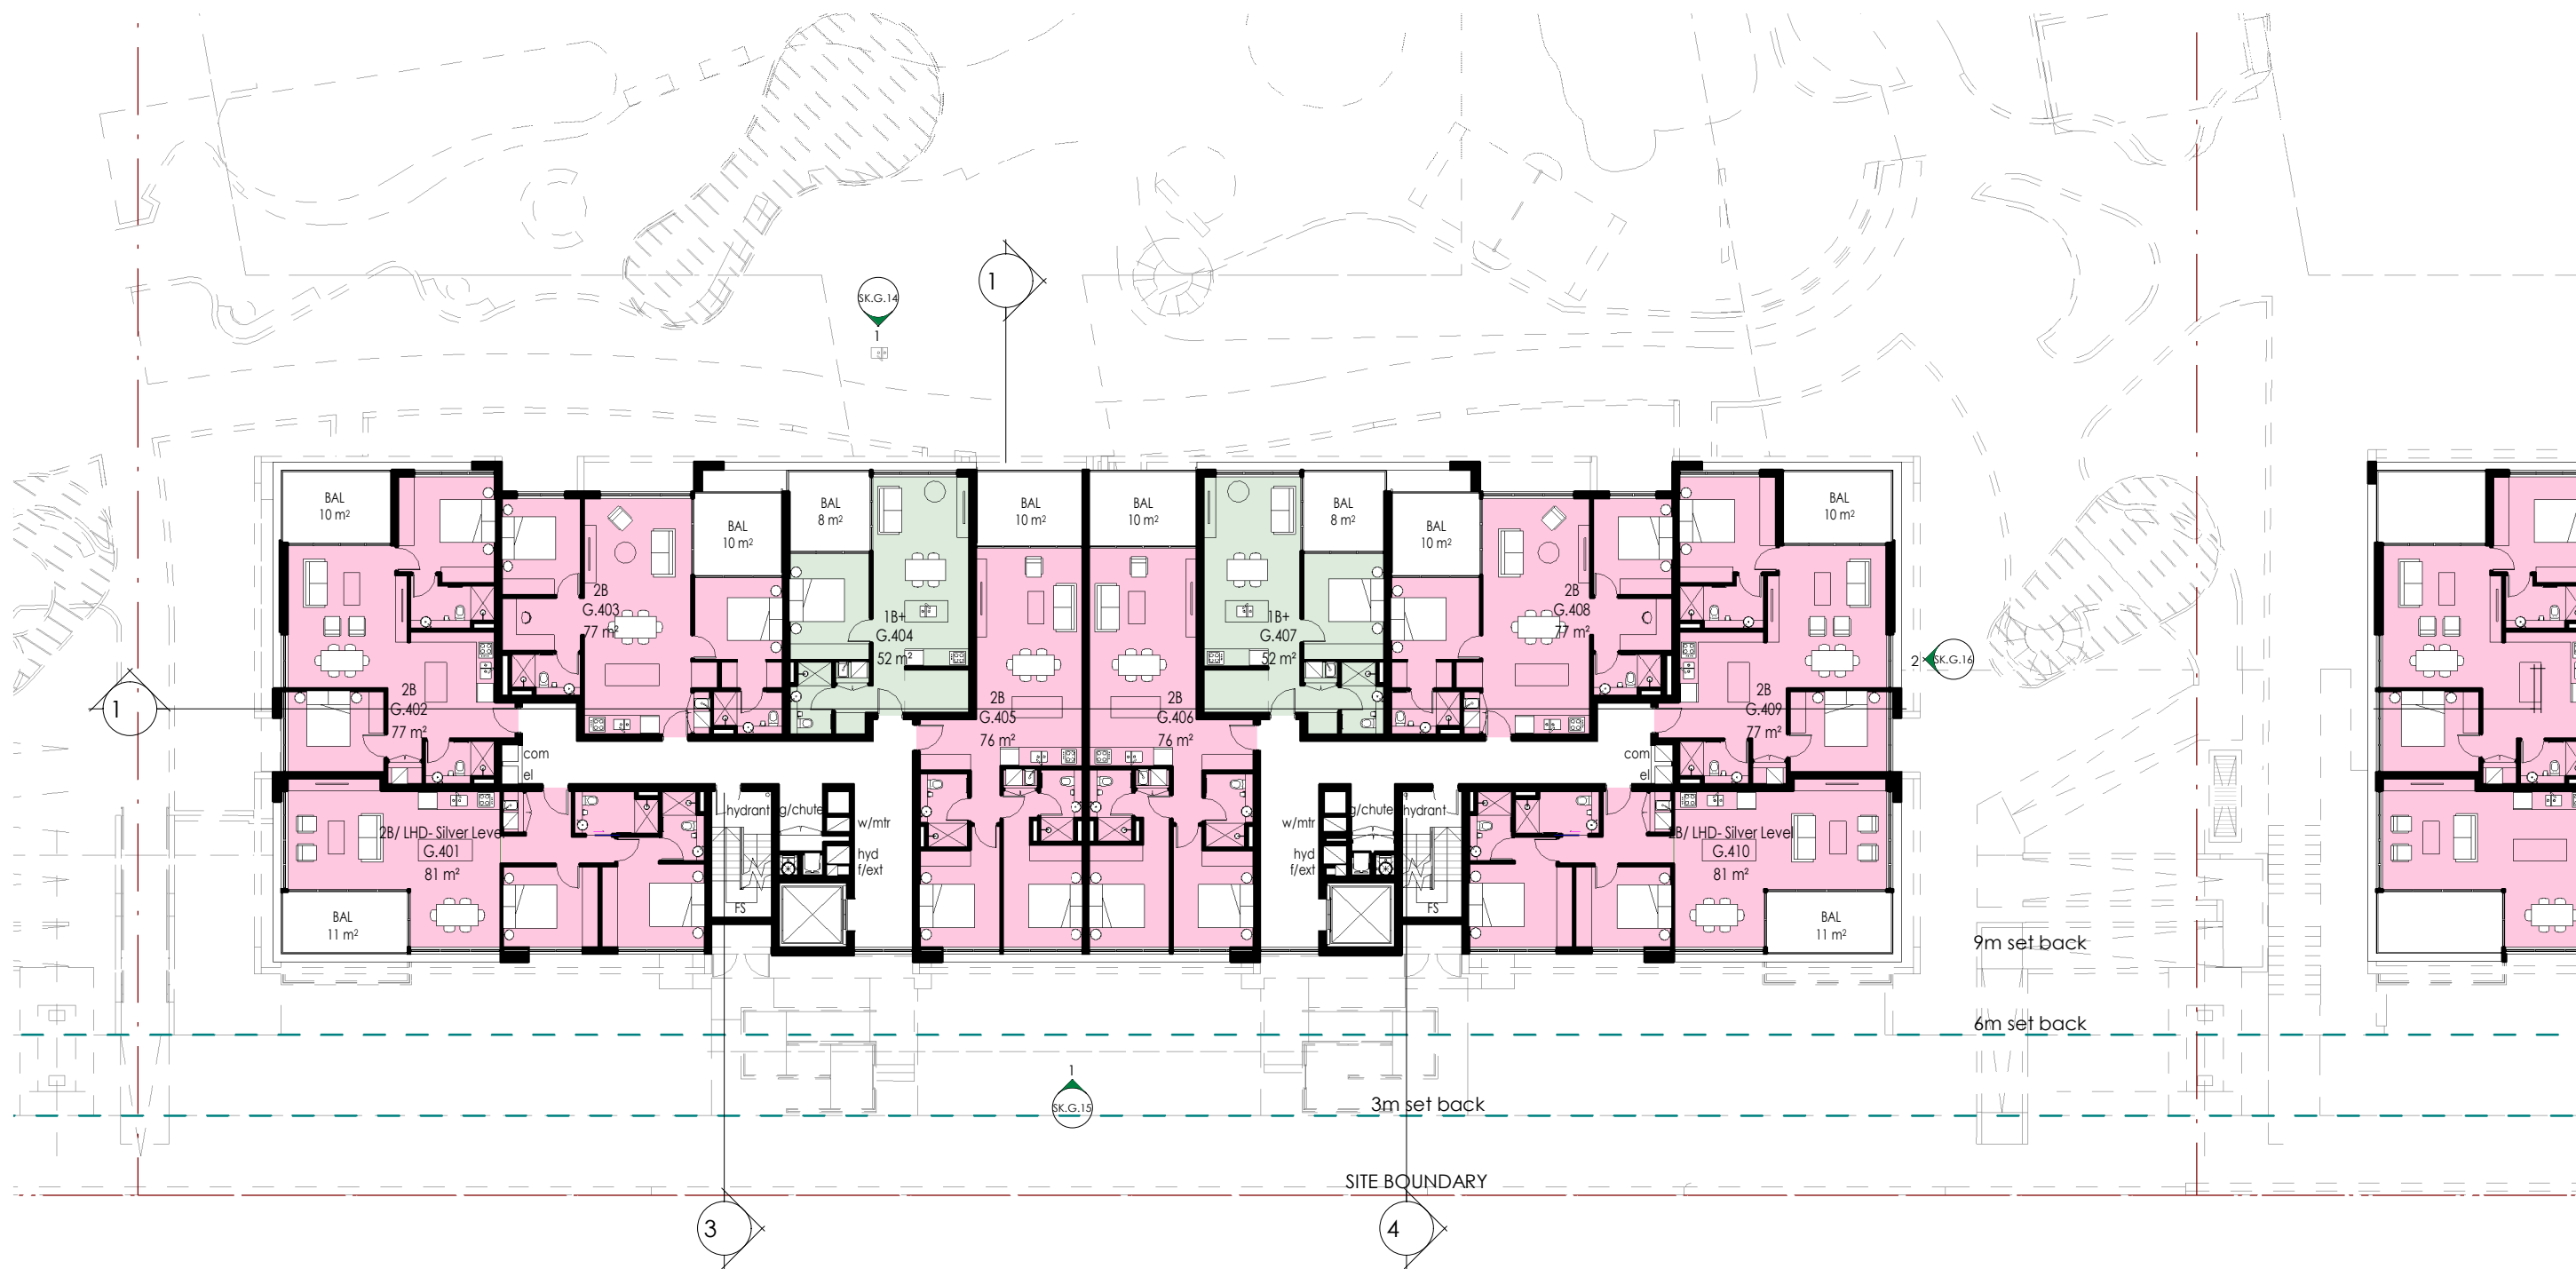 1
SK.G.14
1
BAL
10 m²
BAL
10 m²
BAL
8 m²
BAL
10 m²
BAL
10 m²
BAL
8 m²
BAL
10 m²
BAL
10 m²
2B
G.402
77 m²
2B
G.403
77 m²
1B+
G.404
52 m²
2B
G.405
76 m²
2B
G.406
76 m²
1B+
G.407
52 m²
2B
G.408
77 m²
2B
G.409
77 m²
2
SK.G.16
1
com
el
com
el
2B/ LHD- Silver Level
G.401
81 m²
BAL
11 m²
hydrant
g/chute
w/mtr
hyd
f/ext
FS
w/mtr
hyd
f/ext
g/chute
hydrant
FS
2B/ LHD- Silver Level
G.410
81 m²
BAL
11 m²
9m set back
6m set back
1
SK.G.15
3m set back
SITE BOUNDARY
3
4